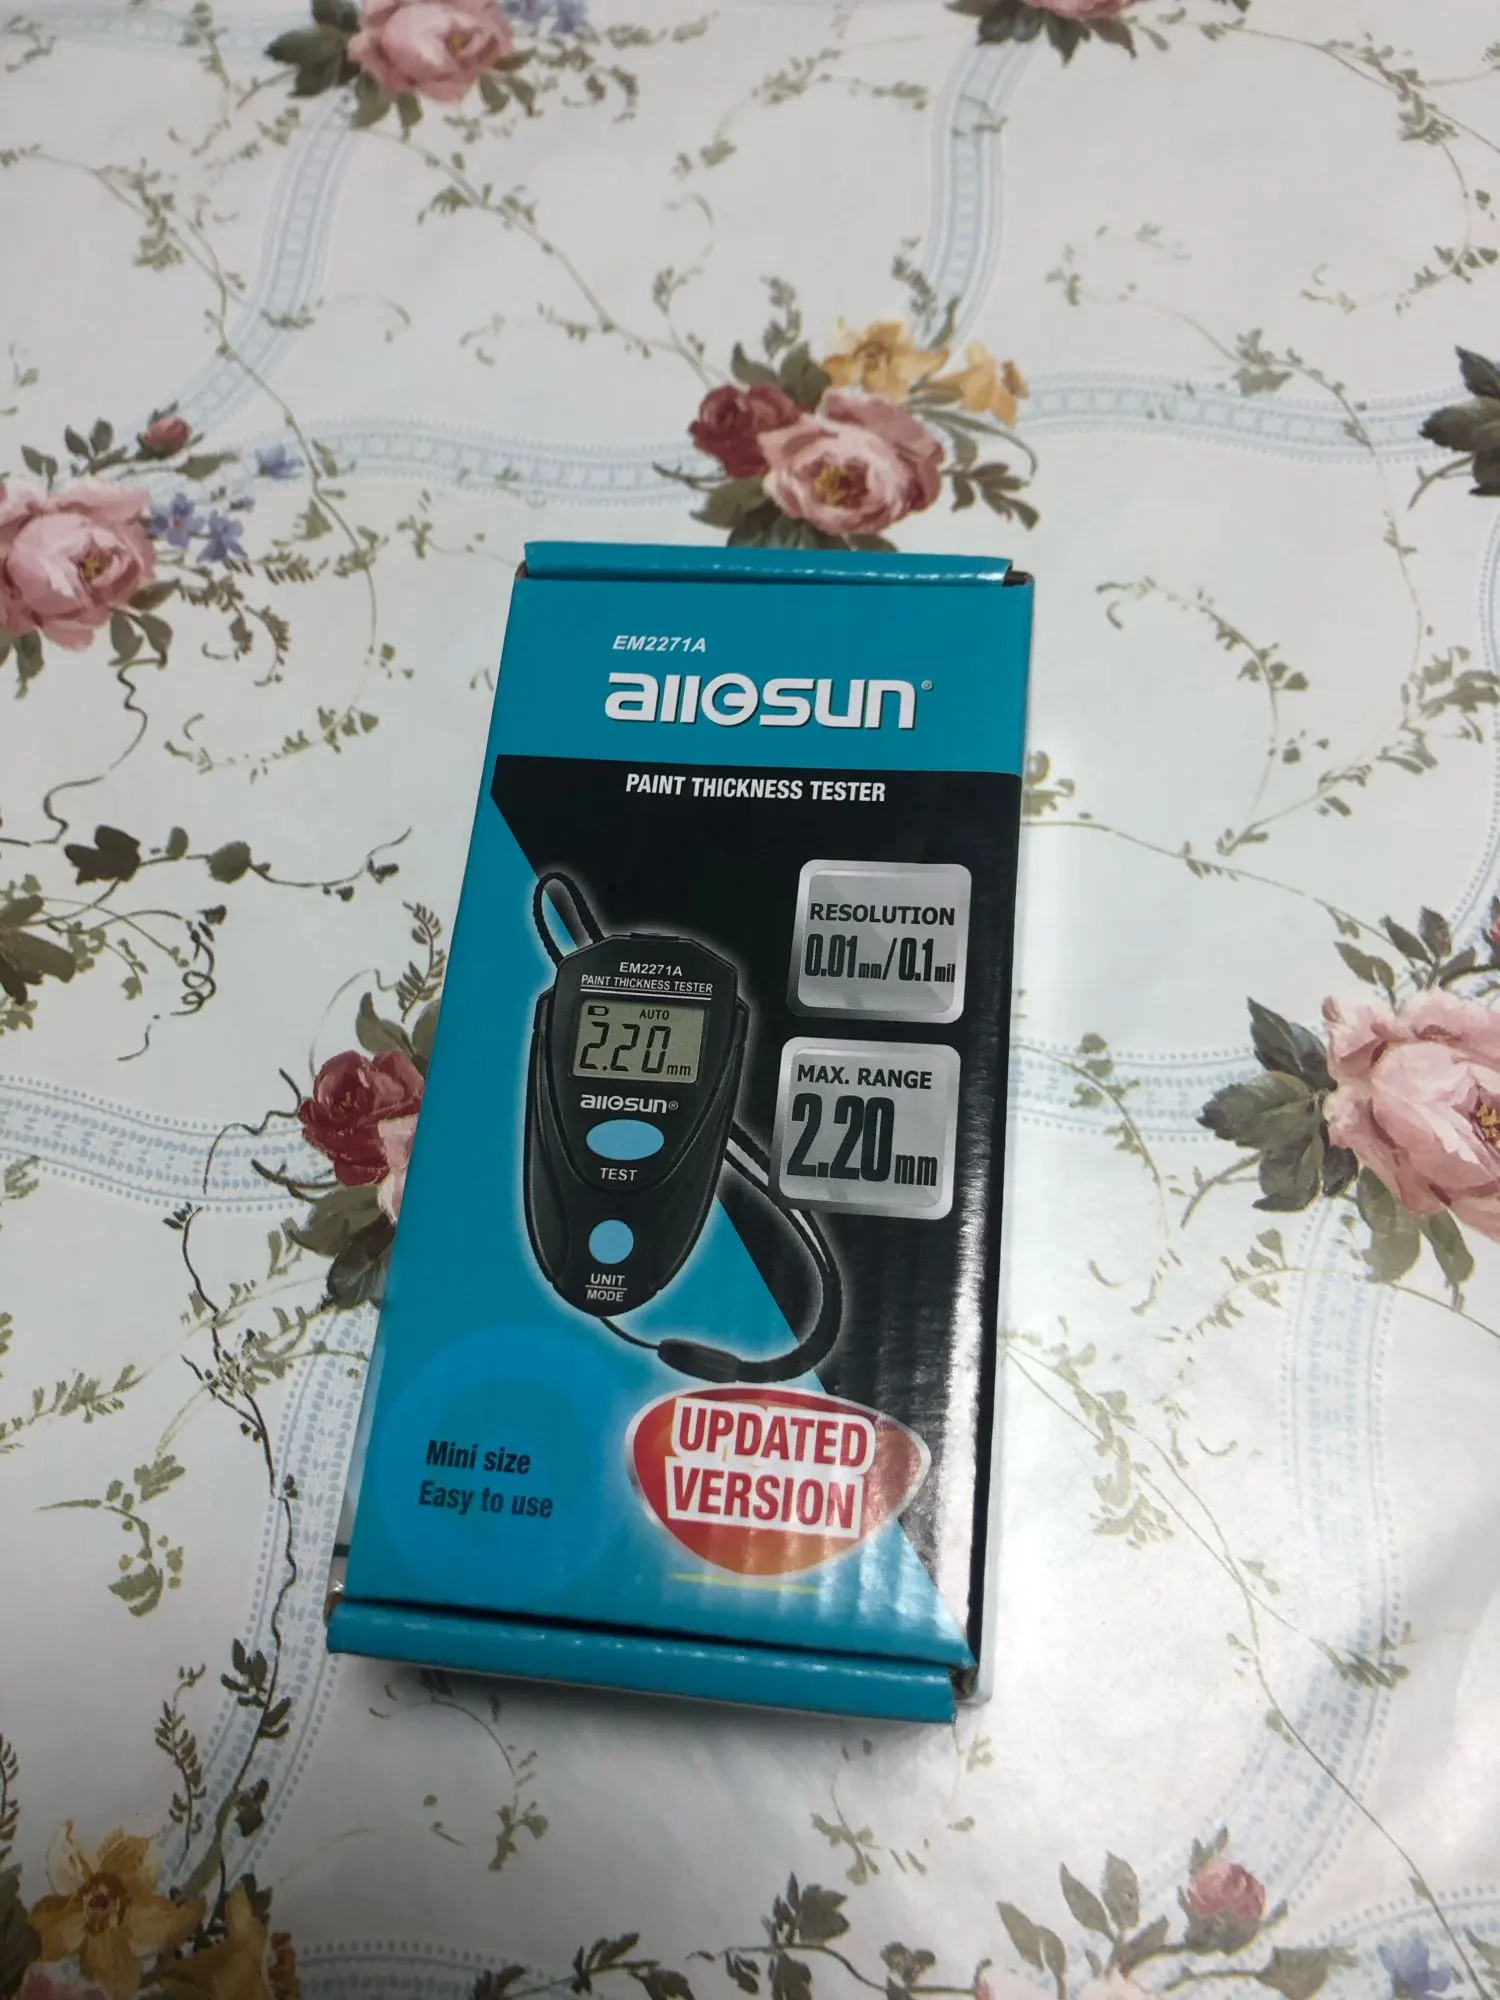 EM2271A
allosun®
PAINT THICKNESS TESTER
RESOLUTION
0.01mm/0.1mil
MAX. RANGE
2.20mm
EM2271A
PAINT THICKNESS TESTER
AUTO
2.20mm
allosun®
TEST
UNIT
MODE
Mini size
Easy to use
UPDATED
VERSION